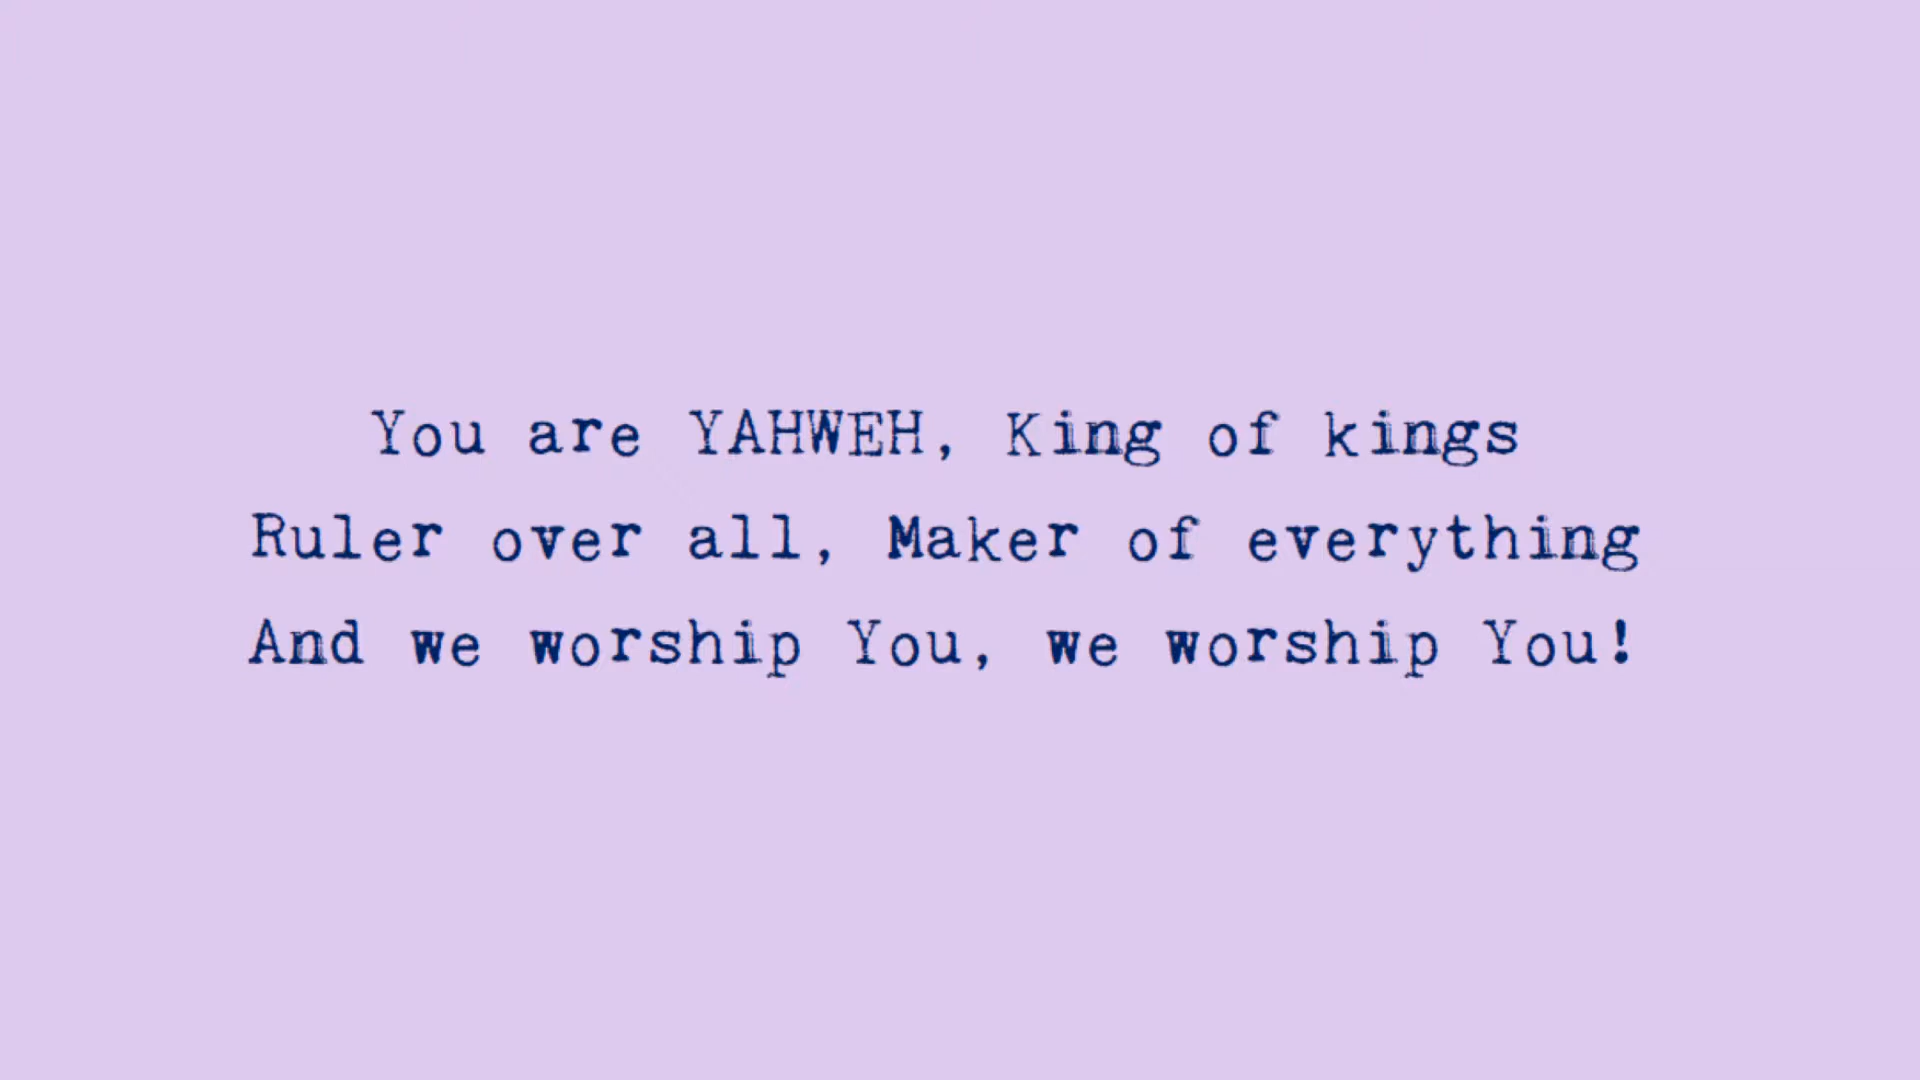 You are YAHWEH, King of kings
Ruler over all, Maker of everything
And we worship You, we worship You!